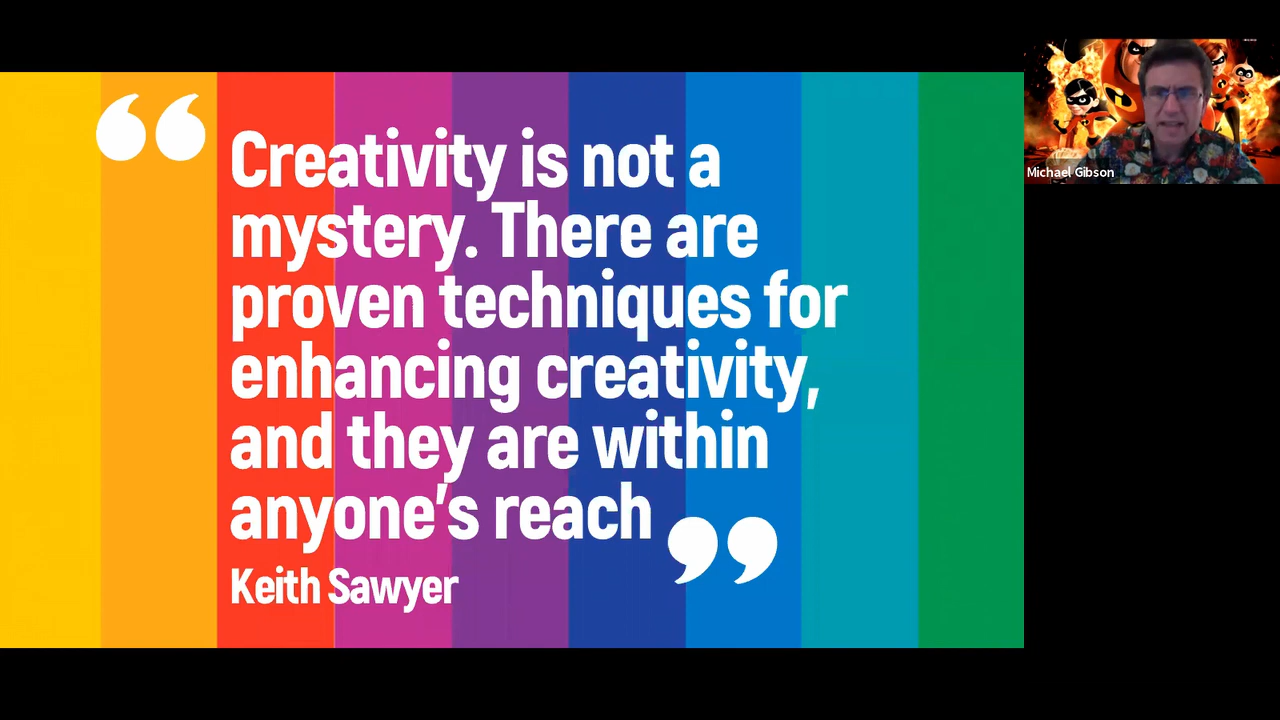 “Creativity is not a
mystery. There are
proven techniques for
enhancing creativity,
and they are within
anyone’s reach”
Keith Sawyer
Michael Gibson